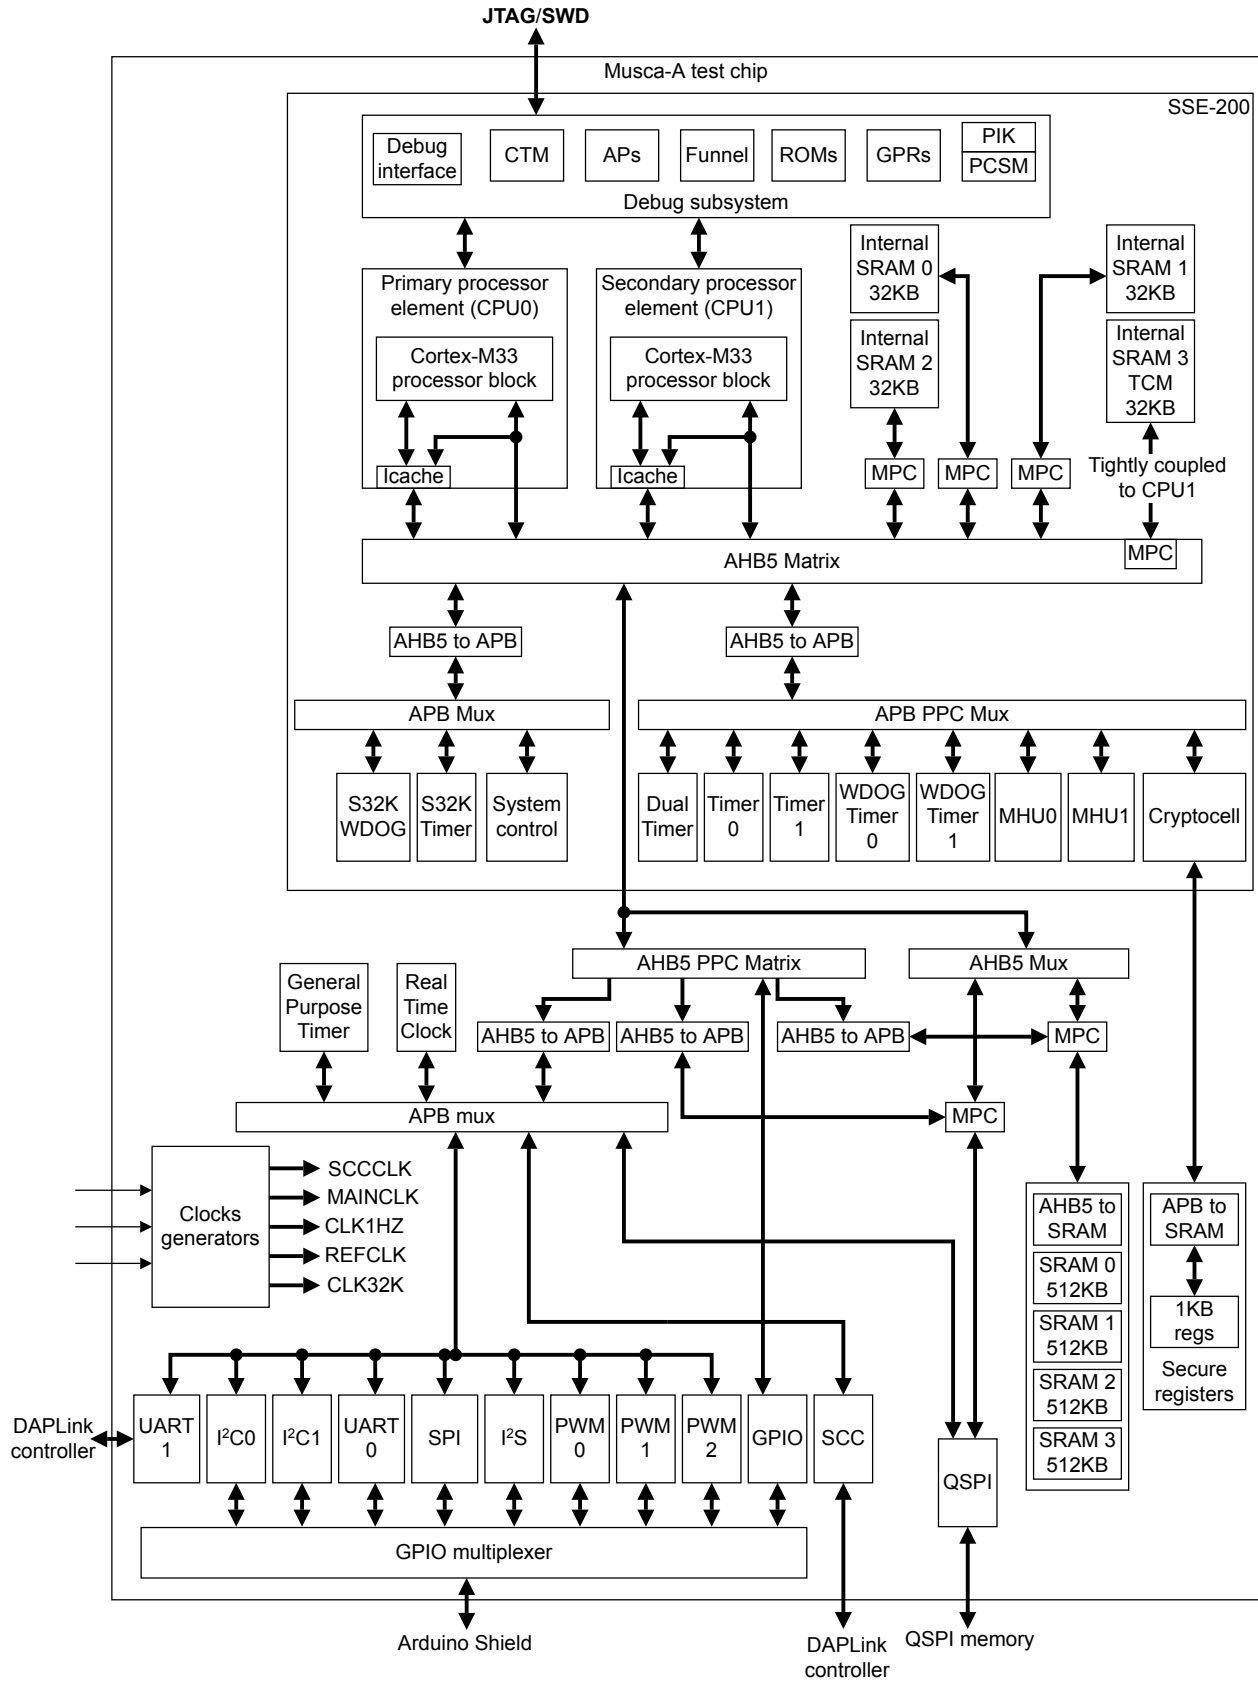 JTAG/SWD
Musca-A test chip
SSE-200
Debug
interface
CTM
APs
Funnel
ROMs
GPRs
PIK
PCSM
Debug subsystem
Primary processor
element (CPU0)
Cortex-M33
processor block
Icache
Secondary processor
element (CPU1)
Cortex-M33
processor block
Icache
Internal
SRAM 0
32KB
Internal
SRAM 2
32KB
Internal
SRAM 1
32KB
Internal
SRAM 3
TCM
32KB
MPC
MPC
MPC
Tightly coupled
to CPU1
MPC
AHB5 Matrix
AHB5 to APB
AHB5 to APB
APB Mux
APB PPC Mux
S32K
WDOG
S32K
Timer
System
control
Dual
Timer
Timer
0
Timer
1
WDOG
Timer
0
WDOG
Timer
1
MHU0
MHU1
Cryptocell
AHB5 PPC Matrix
AHB5 Mux
General
Purpose
Timer
Real
Time
Clock
AHB5 to APB
AHB5 to APB
AHB5 to APB
MPC
APB mux
MPC
Clocks
generators
SCCCLK
MAINCLK
CLK1HZ
REFCLK
CLK32K
AHB5 to
SRAM
SRAM 0
512KB
SRAM 1
512KB
SRAM 2
512KB
SRAM 3
512KB
APB to
SRAM
1KB
regs
Secure
registers
DAPLink
controller
UART
1
I²C0
I²C1
UART
0
SPI
I²S
PWM
0
PWM
1
PWM
2
GPIO
SCC
QSPI
GPIO multiplexer
Arduino Shield
DAPLink
controller
QSPI memory